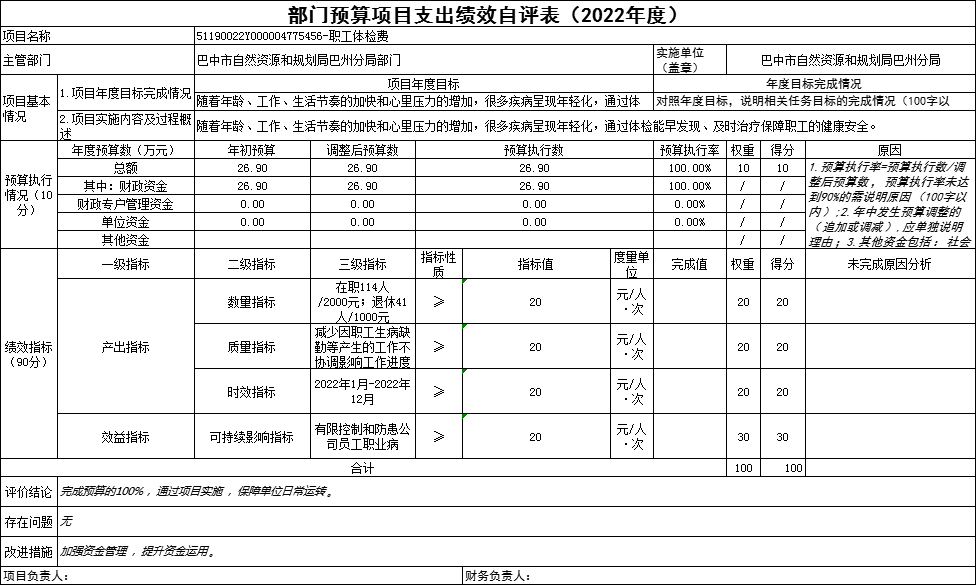 部门预算项目支出绩效自评表（2022年度）
项目名称 51190022Y000004775456-职工体检费
主管部门 巴中市自然资源和规划局巴州分局部门 实施单位（盖章） 巴中市自然资源和规划局巴州分局
项目基本情况 1.项目年度目标完成情况 项目年度目标 年度目标完成情况
随着年龄、工作、生活节奏的加快和心里压力的增加，很多疾病呈现年轻化，通过体 对照年度目标，说明相关任务目标的完成情况（100字以
2.项目实施内容及过程概述 随着年龄、工作、生活节奏的加快和心里压力的增加，很多疾病呈现年轻化，通过体检能早发现、及时治疗保障职工的健康安全。
预算执行情况（10分） 年度预算数（万元） 年初预算 调整后预算数 预算执行数 预算执行率 权重 得分 原因
总额 26.90 26.90 26.90 100.00% 10 10
其中：财政资金 26.90 26.90 26.90 100.00% / /
财政专户管理资金 0.00 0.00 0.00 0.00% / /
单位资金 0.00 0.00 0.00 0.00% / /
其他资金 / /
1.预算执行率=预算执行数/调整后预算数，预算执行率未达到90%的需说明原因（100字以内）;2.年中发生预算调整的（追加或调减）,应单独说明理由；3.其他资金包括：社会
绩效指标（90分） 一级指标 二级指标 三级指标 指标性质 指标值 度量单位 完成值 权重 得分 未完成原因分析
产出指标 数量指标 在职114人/2000元；退休41人/1000元 ≥ 20 元/人·次 20 20
质量指标 减少因职工生病缺勤等产生的工作不协调影响工作进度 ≥ 20 元/人·次 20 20
时效指标 2022年1月-2022年12月 ≥ 20 元/人·次 20 20
效益指标 可持续影响指标 有限控制和防患公司员工职业病 ≥ 20 元/人·次 30 30
合计 100 100
评价结论 完成预算的100%，通过项目实施，保障单位日常运转。
存在问题 无
改进措施 加强资金管理，提升资金运用。
项目负责人： 财务负责人：